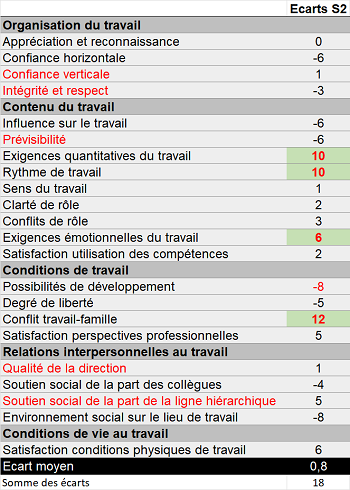 Ecarts S2
Organisation du travail
Appréciation et reconnaissance 0
Confiance horizontale -6
Confiance verticale 1
Intégrité et respect -3
Contenu du travail
Influence sur le travail -6
Prévisibilité -6
Exigences quantitatives du travail 10
Rythme de travail 10
Sens du travail 1
Clarté de rôle 2
Conflits de rôle 3
Exigences émotionnelles du travail 6
Satisfaction utilisation des compétences 2
Conditions de travail
Possibilités de développement -8
Degré de liberté -5
Conflit travail-famille 12
Satisfaction perspectives professionnelles 5
Relations interpersonnelles au travail
Qualité de la direction 1
Soutien social de la part des collègues -4
Soutien social de la part de la ligne hiérarchique 5
Environnement social sur le lieu de travail -8
Conditions de vie au travail
Satisfaction conditions physiques de travail 6
Ecart moyen 0,8
Somme des écarts 18